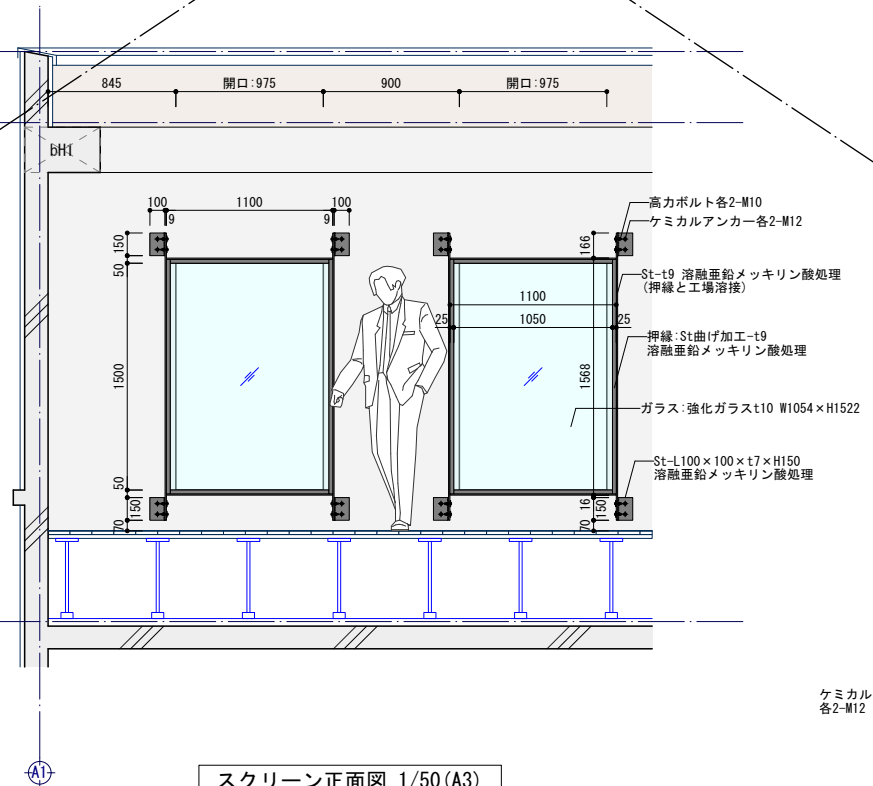 845
開口:975
900
開口:975
bH1
100
1100
100
9
9
150
50
1500
50
150
70
166
1100
25
1050
25
1568
16
150
70
高力ボルト各2-M10
ケミカルアンカー各2-M12
St-t9 溶融亜鉛メッキリン酸処理
(押縁と工場溶接)
押縁:St曲げ加工-t9
溶融亜鉛メッキリン酸処理
ガラス:強化ガラスt10 W1054×H1522
St-L100×100×t7×H150
溶融亜鉛メッキリン酸処理
ケミカル
各2-M12
A1
スクリーン正面図 1/50(A3)